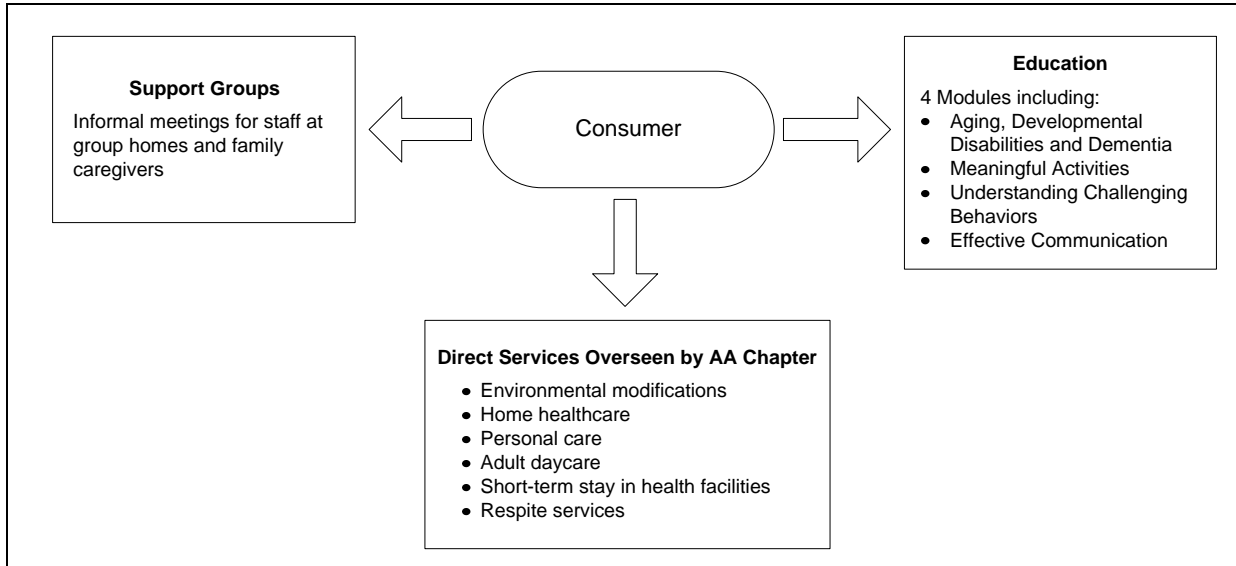 Support Groups
Informal meetings for staff at
group homes and family
caregivers
Consumer
Education
4 Modules including:
• Aging, Developmental
Disabilities and Dementia
• Meaningful Activities
• Understanding Challenging
Behaviors
• Effective Communication
Direct Services Overseen by AA Chapter
• Environmental modifications
• Home healthcare
• Personal care
• Adult daycare
• Short-term stay in health facilities
• Respite services